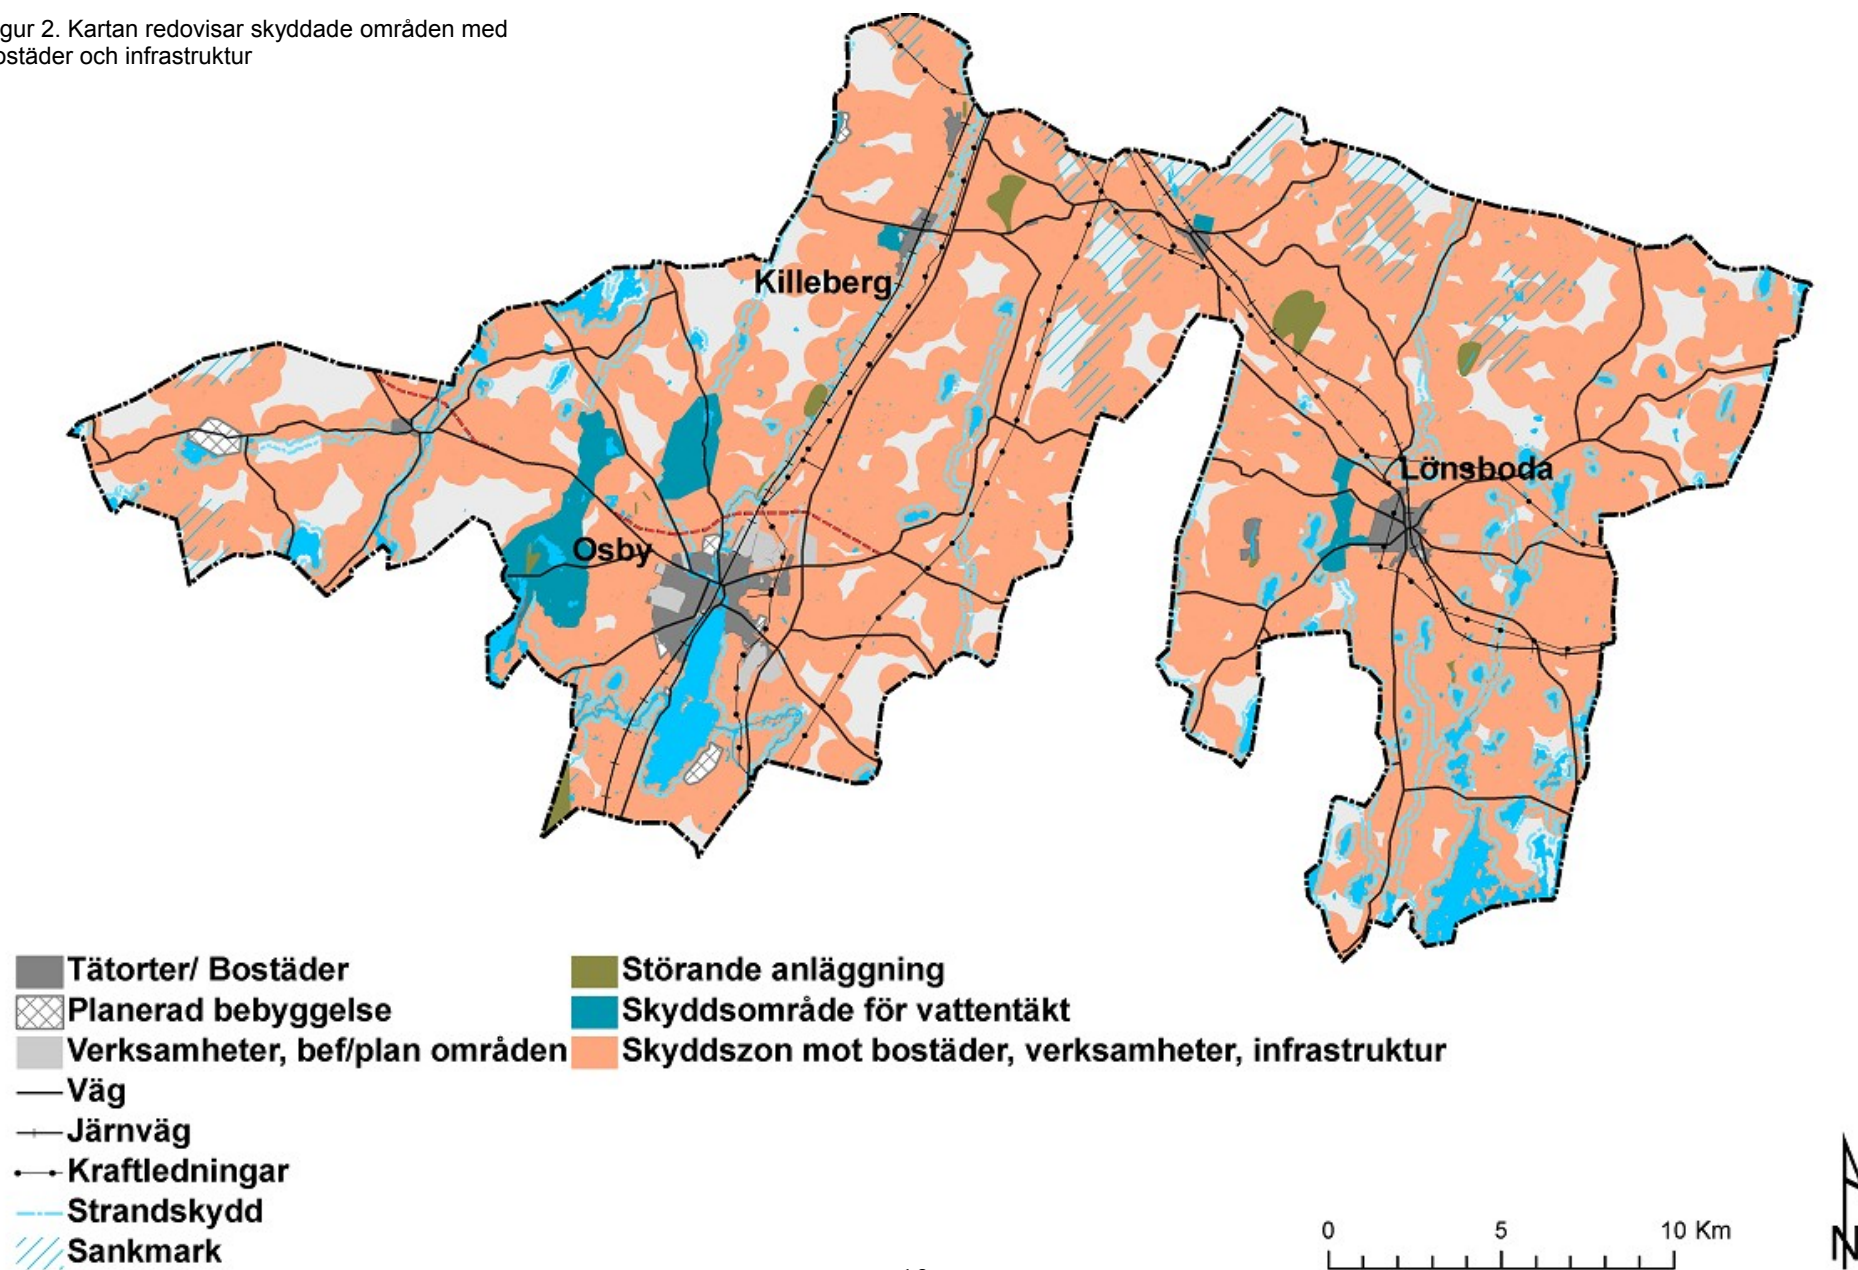 gur 2. Kartan redovisar skyddade områden med
ostäder och infrastruktur
Killeberg
Lönsboda
Osby
Tätorter/ Bostäder
Planerad bebyggelse
Verksamheter, bef/plan områden
Väg
Järnväg
Kraftledningar
Strandskydd
Sankmark
Störande anläggning
Skyddsområde för vattentäkt
Skyddszon mot bostäder, verksamheter, infrastruktur
0 5 10 Km
N